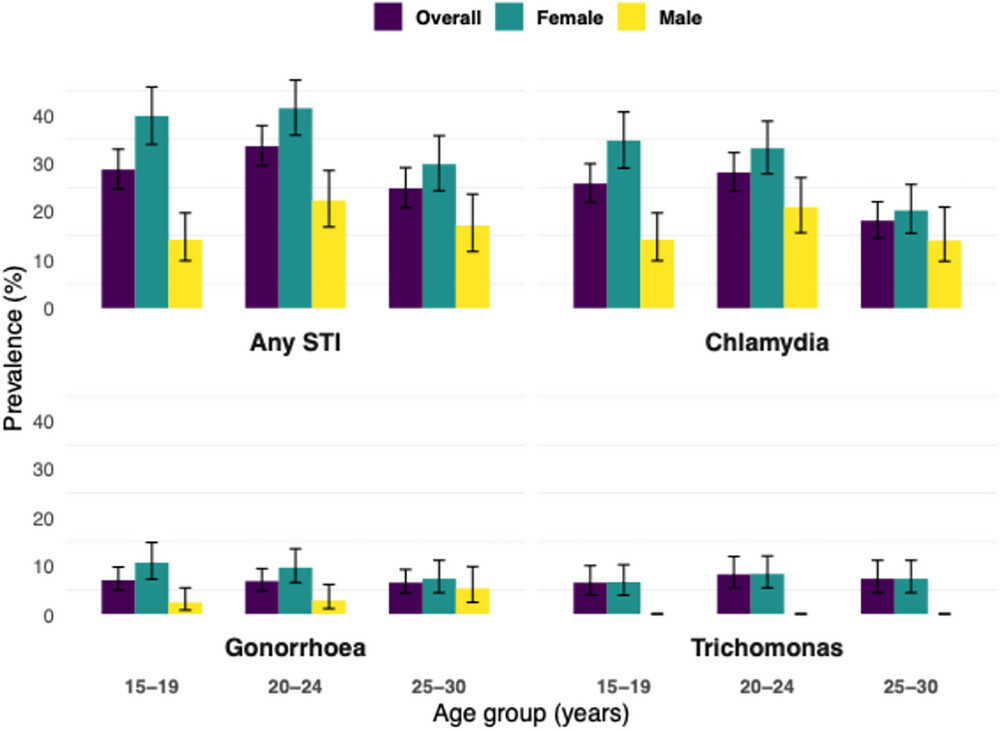 Overall Female Male
Prevalence (%)
40
30
20
10
0
Any STI Chlamydia
40
30
20
10
0
Gonorrhoea Trichomonas
15–19 20–24 25–30 15–19 20–24 25–30
Age group (years)